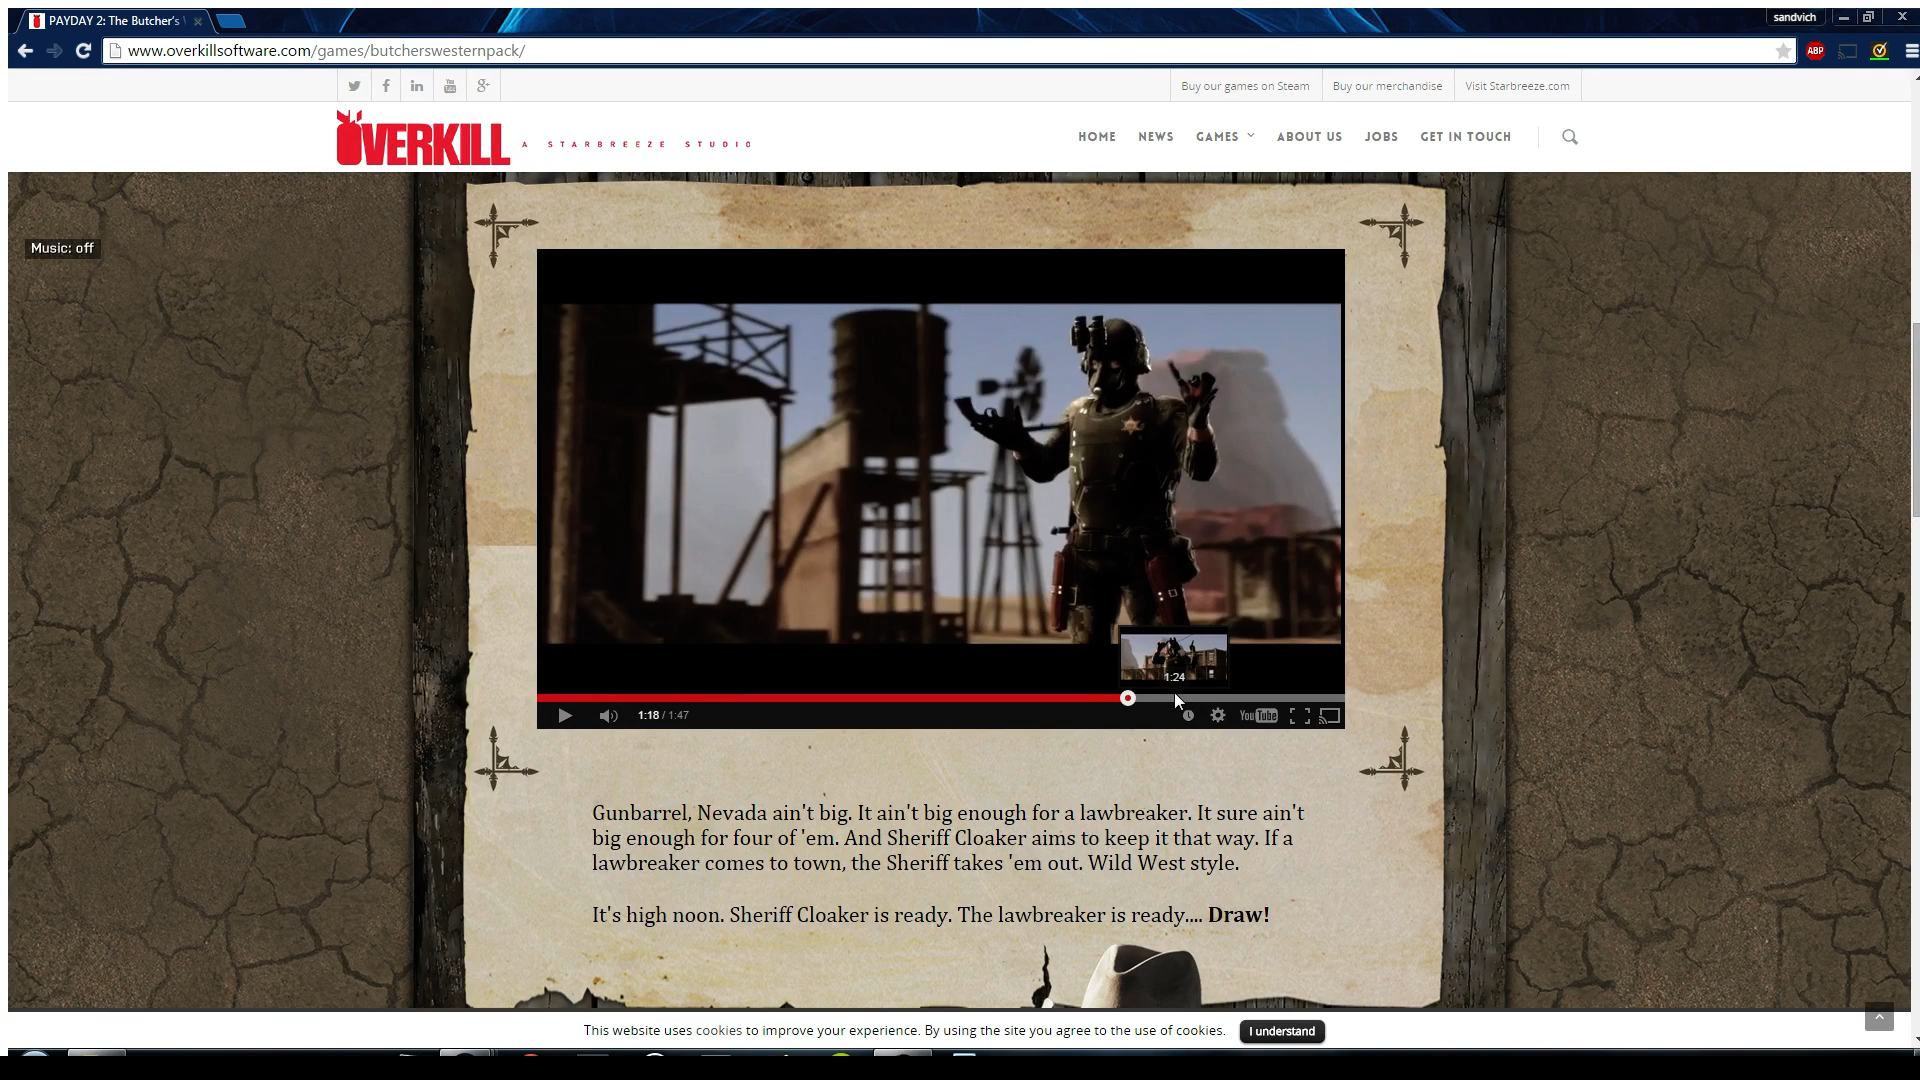 PAYDAY 2: The Butcher's
sandvich
www.overkillsoftware.com/games/butcherswesternpack/
ABP
You Tube
g+
Buy our games on Steam
Buy our merchandise
Visit Starbreeze.com
OVERKILL
A STARBREEZE STUDIO
HOME
NEWS
GAMES
ABOUT US
JOBS
GET IN TOUCH
Music: off
1:24
1:18 / 1:47
YouTube
Gunbarrel, Nevada ain't big. It ain't big enough for a lawbreaker. It sure ain't
big enough for four of 'em. And Sheriff Cloaker aims to keep it that way. If a
lawbreaker comes to town, the Sheriff takes 'em out. Wild West style.
It's high noon. Sheriff Cloaker is ready. The lawbreaker is ready.... Draw!
This website uses cookies to improve your experience. By using the site you agree to the use of cookies.
I understand